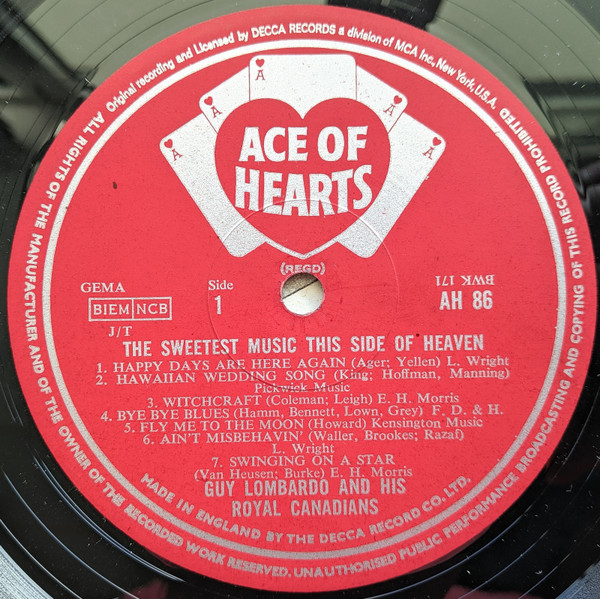 Original recording and Licensed by DECCA RECORDS a division of MCA Inc, New York, U.S.A.
ALL RIGHTS OF THE MANUFACTURER AND OF THE OWNER OF THE RECORDED WORK RESERVED. UNAUTHORISED PUBLIC PERFORMANCE BROADCASTING AND COPYING OF THIS RECORD PROHIBITED
A
A
A
A
A
ACE OF
HEARTS
(REGD)
GEMA
BIEM NCB
J/T
Side
1
BWK 171
AH 86
THE SWEETEST MUSIC THIS SIDE OF HEAVEN
1. HAPPY DAYS ARE HERE AGAIN (Ager; Yellen) L. Wright
2. HAWAIIAN WEDDING SONG (King; Hoffman, Manning)
Pickwick Music
3. WITCHCRAFT (Coleman; Leigh) E. H. Morris
4. BYE BYE BLUES (Hamm, Bennett, Lown, Grey) F. D. & H.
5. FLY ME TO THE MOON (Howard) Kensington Music
6. AIN'T MISBEHAVIN' (Waller, Brookes; Razaf)
L. Wright
7. SWINGING ON A STAR
(Van Heusen; Burke) E. H. Morris
GUY LOMBARDO AND HIS
ROYAL CANADIANS
MADE IN ENGLAND BY THE DECCA RECORD CO., LTD.